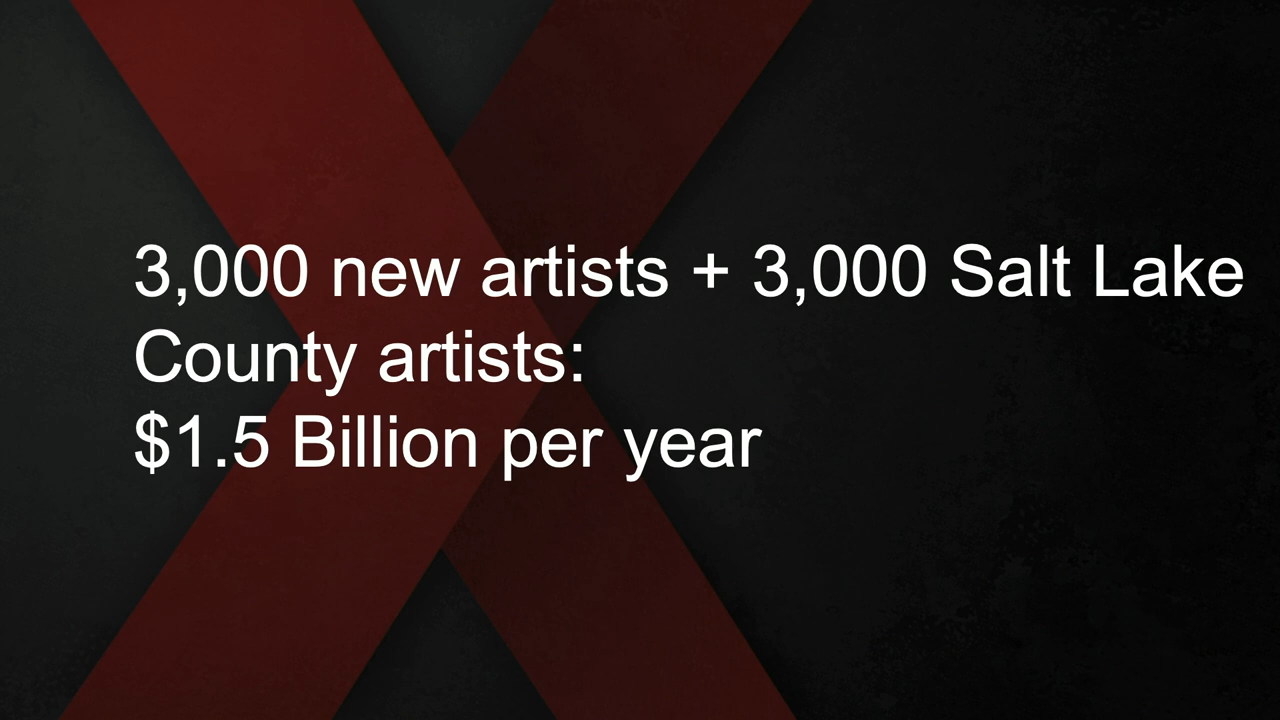 3,000 new artists + 3,000 Salt Lake
County artists:
$1.5 Billion per year